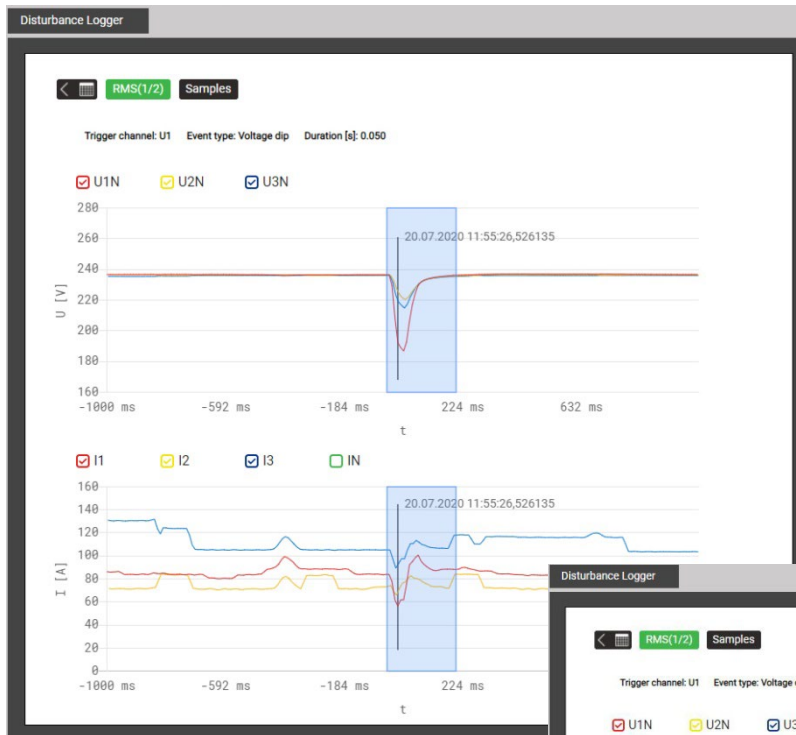 Disturbance Logger
RMS(1/2) Samples
Trigger channel: U1 Event type: Voltage dip Duration [s]: 0.050
U1N U2N U3N
280
260
20.07.2020 11:55:26,526135
240
220
200
180
160
U [V]
-1000 ms -592 ms -184 ms 224 ms 632 ms
t
I1 I2 I3 IN
160
140
20.07.2020 11:55:26,526135
120
100
80
60
40
20
0
I [A]
-1000 ms -592 ms -184 ms 224 ms
t
Disturbance Logger
RMS(1/2) Samples
Trigger channel: U1 Event type: Voltage
U1N U2N U3